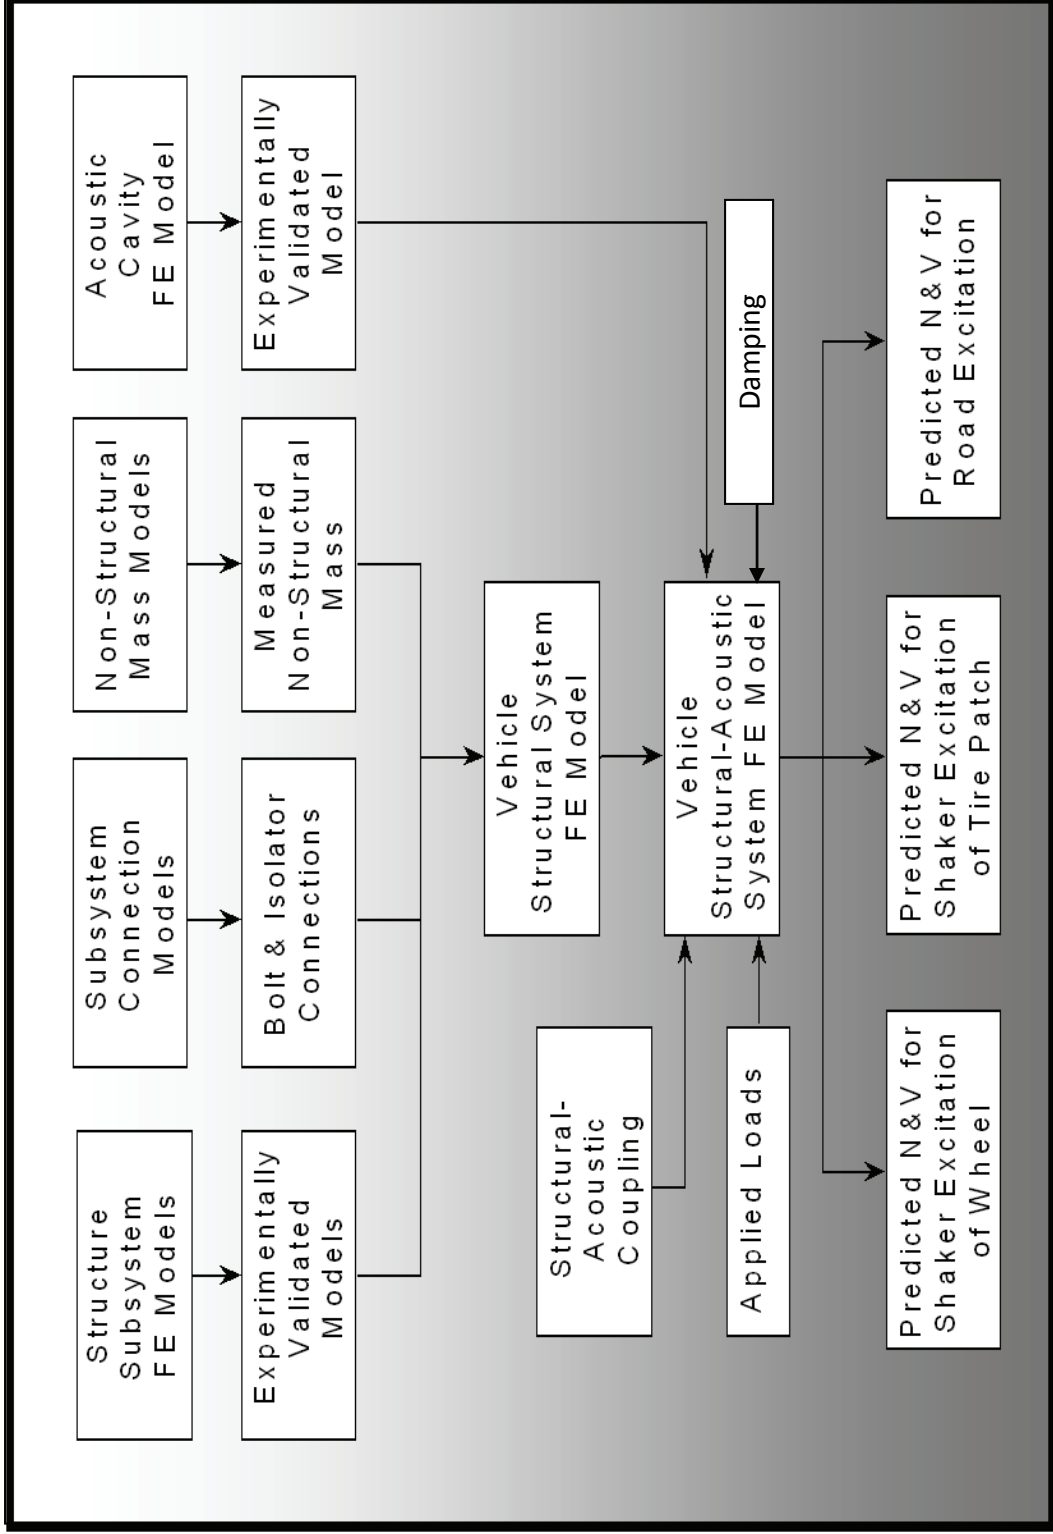 Structure
Subsystem
FE Models
Subsystem
Connection
Models
Non-Structural
Mass Models
Acoustic
Cavity
FE Model
Experimentally
Validated
Models
Bolt & Isolator
Connections
Measured
Non-Structural
Mass
Experimentally
Validated
Model
Vehicle
Structural System
FE Model
Structural-
Acoustic
Coupling
Applied Loads
Vehicle
Structural-Acoustic
System FE Model
Damping
Predicted N&V for
Shaker Excitation
of Wheel
Predicted N&V for
Shaker Excitation
of Tire Patch
Predicted N&V for
Road Excitation